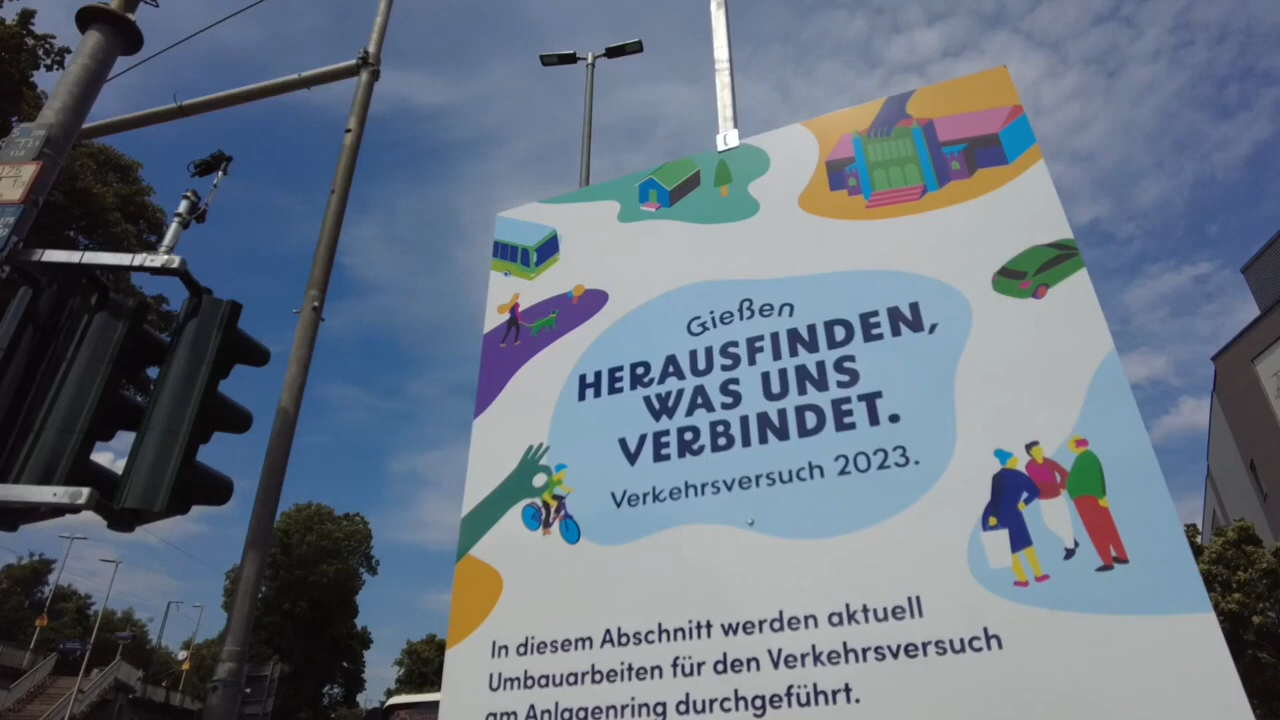 Gießen
HERAUSFINDEN,
WAS UNS
VERBINDET.
Verkehrsversuch 2023.
In diesem Abschnitt werden aktuell
Umbauarbeiten für den Verkehrsversuch
am Anlagenring durchgeführt.